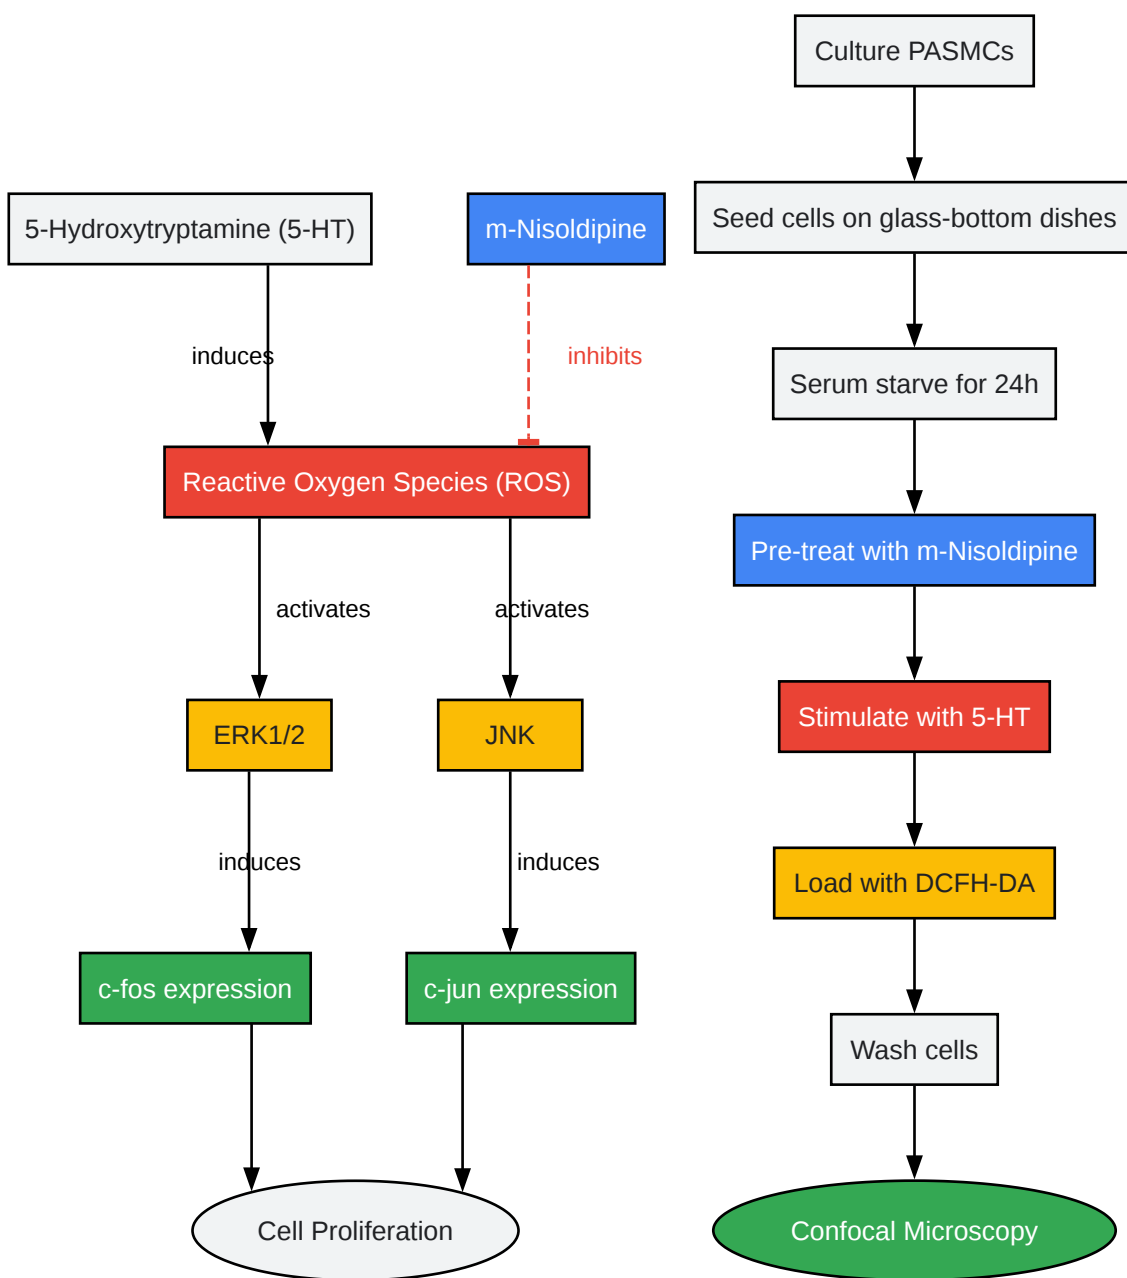 5-Hydroxytryptamine (5-HT)
m-Nisoldipine
induces
inhibits
Reactive Oxygen Species (ROS)
activates
activates
ERK1/2
JNK
induces
induces
c-fos expression
c-jun expression
Cell Proliferation
Culture PASMCs
Seed cells on glass-bottom dishes
Serum starve for 24h
Pre-treat with m-Nisoldipine
Stimulate with 5-HT
Load with DCFH-DA
Wash cells
Confocal Microscopy